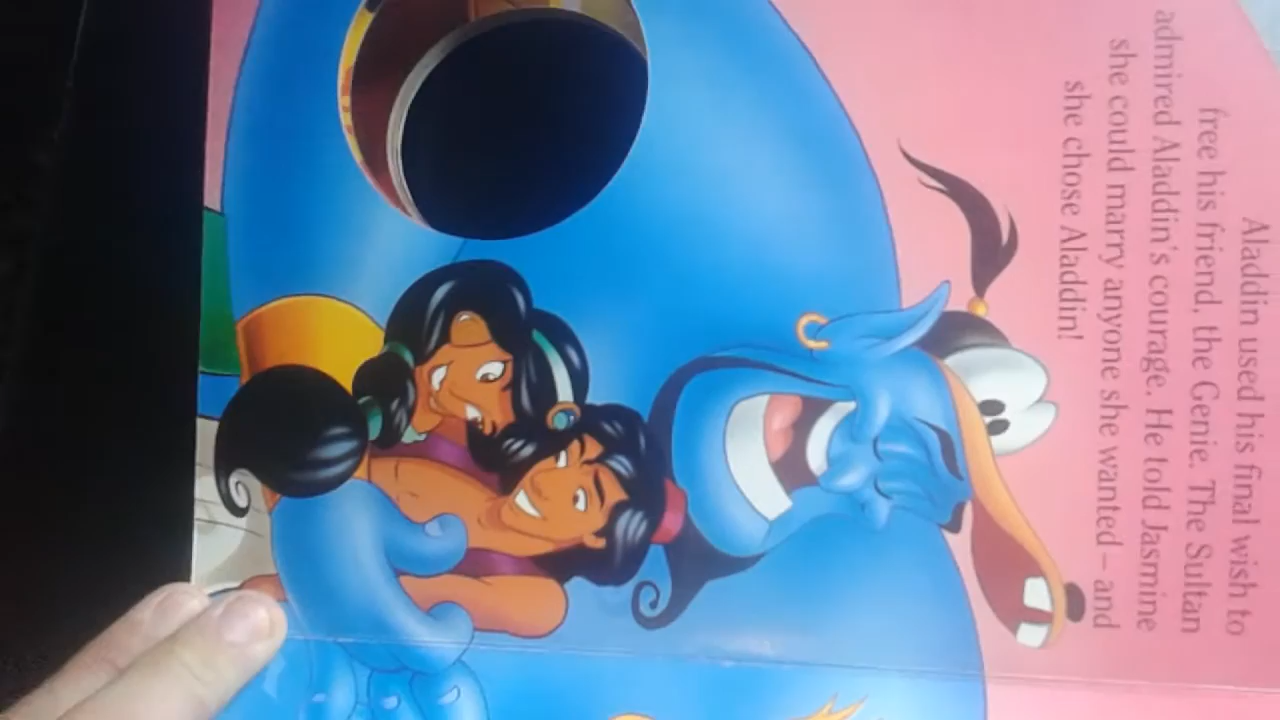 Aladdin used his final wish to
free his friend, the Genie. The Sultan
admired Aladdin's courage. He told Jasmine
she could marry anyone she wanted–and
she chose Aladdin!